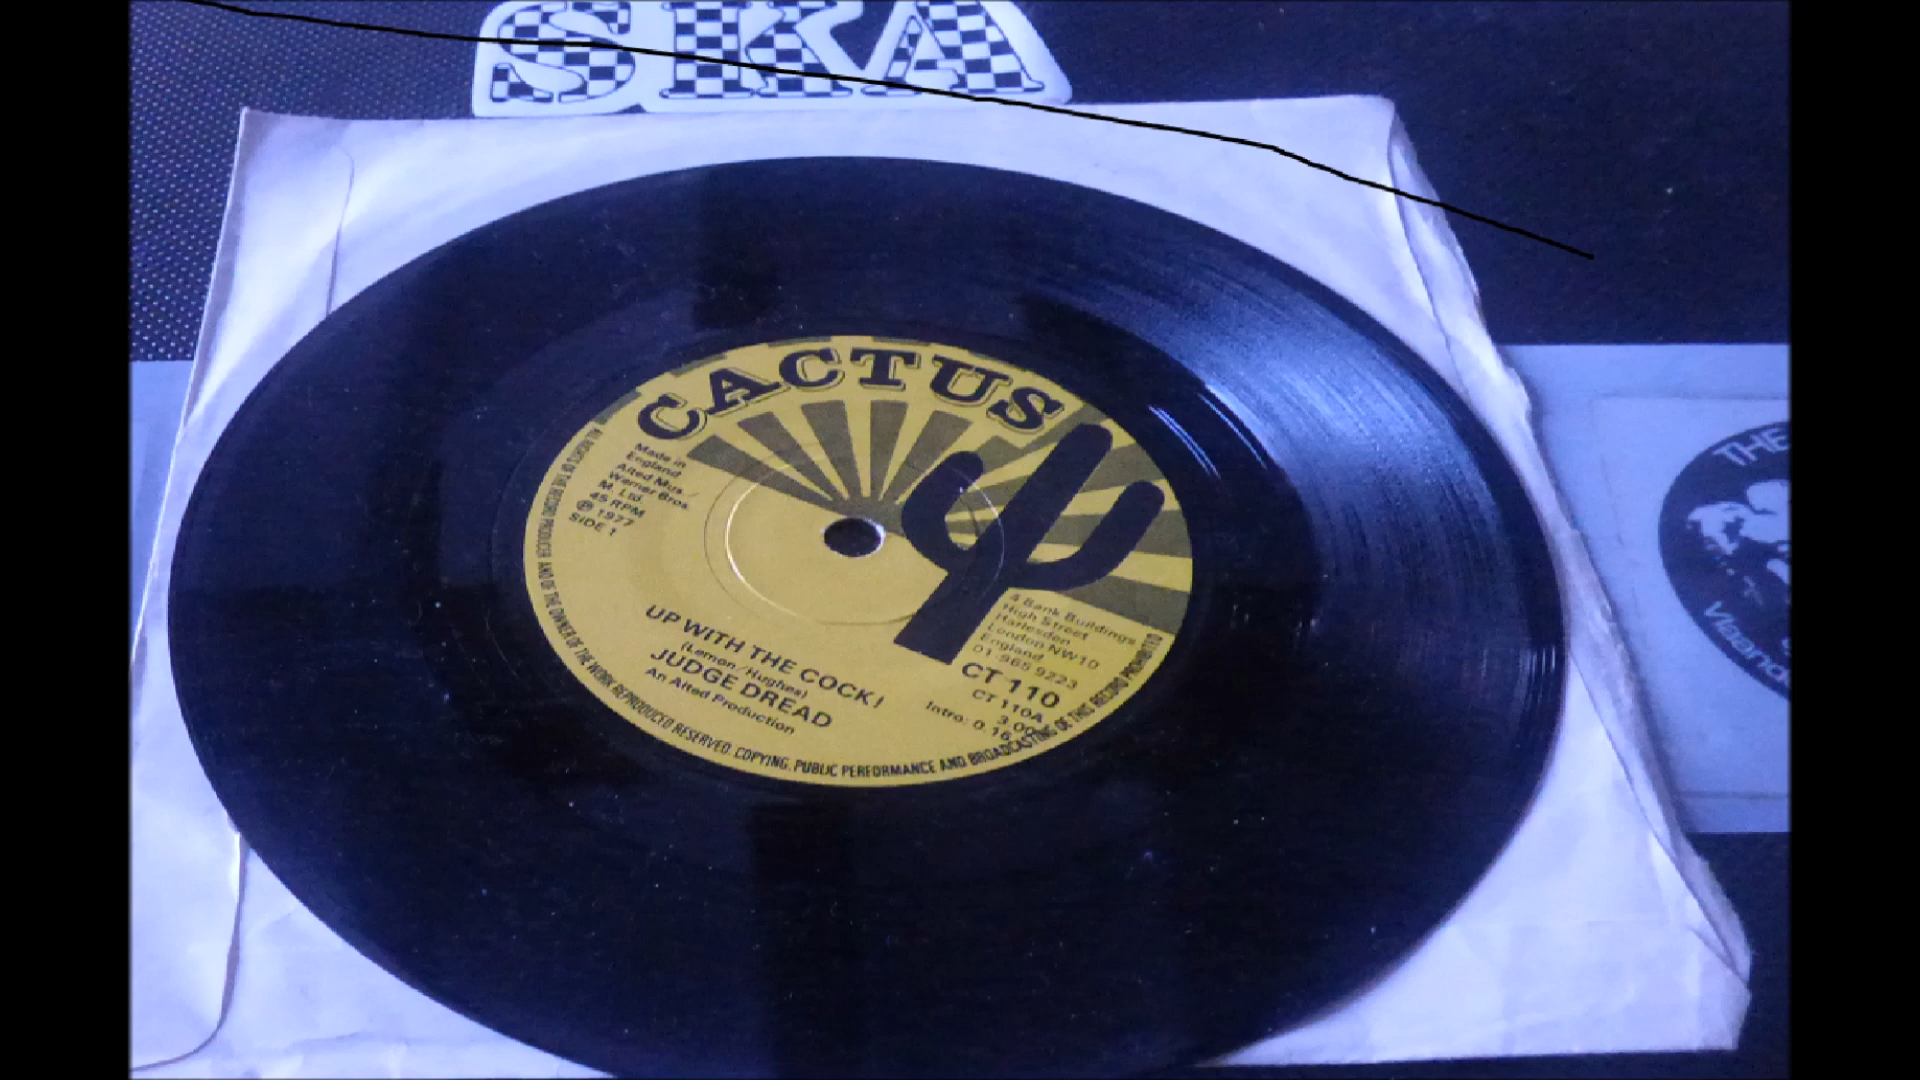 SKA
CACTUS
Made in
England
Alted Mus./
Warner Bros.
M. Ltd.
45 RPM
℗ 1977
SIDE 1
4 Bank Buildings
High Street
Harlesden
London NW10
England
01 965 9223
CT 110
CT 110A
3.00
Intro: 0.16
UP WITH THE COCK!
(Lemon/Hughes)
JUDGE DREAD
An Alted Production
ALL RIGHTS OF THE RECORD PRODUCER AND OF THE OWNER OF THE WORK REPRODUCED RESERVED. COPYING, PUBLIC PERFORMANCE AND BROADCASTING OF THIS RECORD PROHIBITED
THE